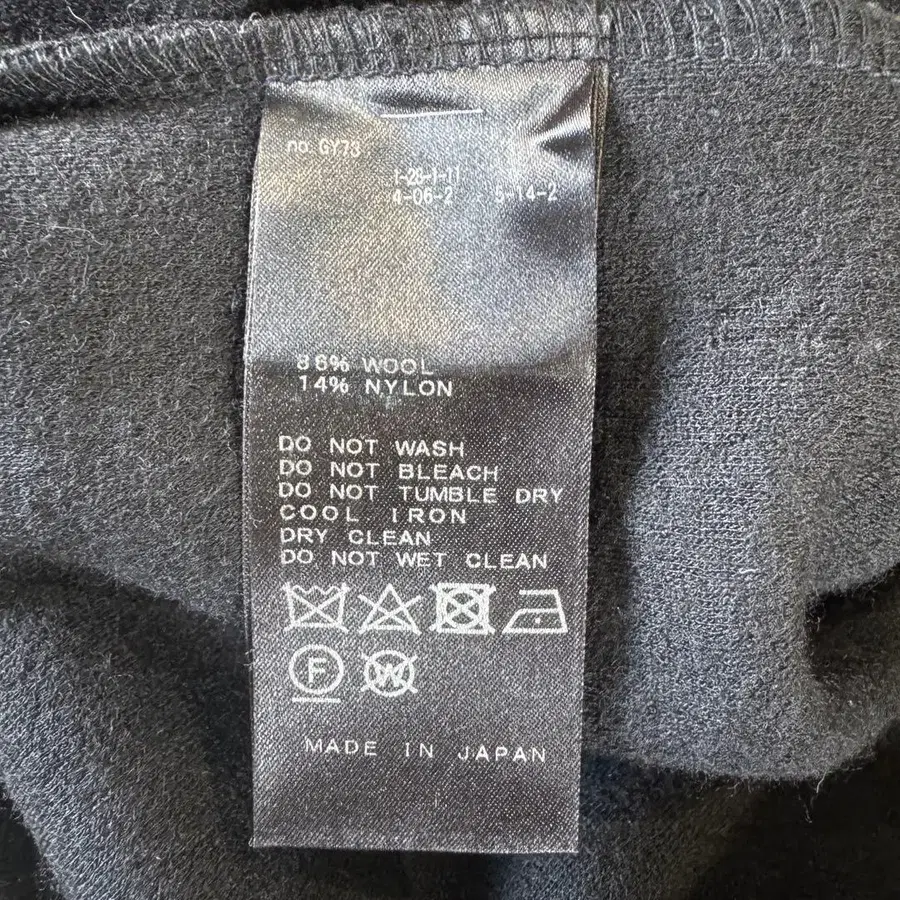 no GY73
1-28-1-11
4-06-2 5-14-2
86% WOOL
14% NYLON
DO NOT WASH
DO NOT BLEACH
DO NOT TUMBLE DRY
COOL IRON
DRY CLEAN
DO NOT WET CLEAN
F W
MADE IN JAPAN